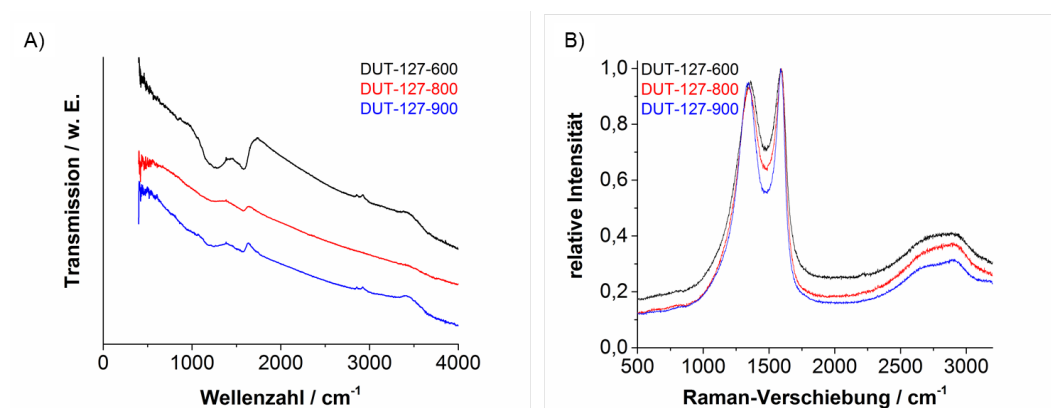 A)
DUT-127-600
DUT-127-800
DUT-127-900
Transmission / w. E.
0 1000 2000 3000 4000
Wellenzahl / cm⁻¹
B)
DUT-127-600
DUT-127-800
DUT-127-900
relative Intensität
1,0
0,8
0,6
0,4
0,2
0,0
500 1000 1500 2000 2500 3000
Raman-Verschiebung / cm⁻¹